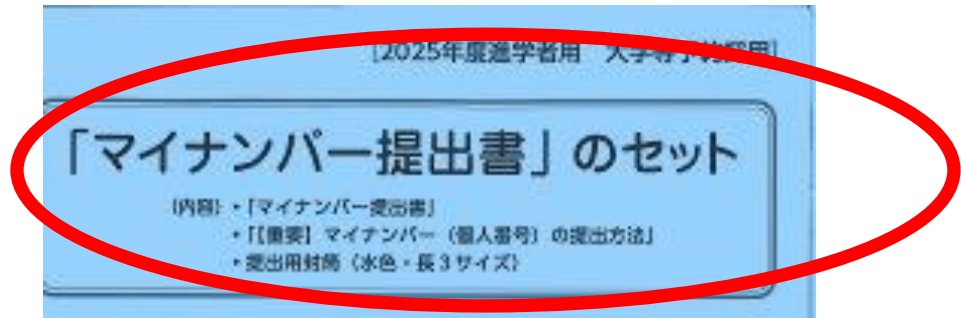 [2025年度進学者用 大学等予約採用]
「マイナンバー提出書」のセット
(内容)・「マイナンバー提出書」
・「【重要】マイナンバー(個人番号)の提出方法」
・提出用封筒(水色・長3サイズ)